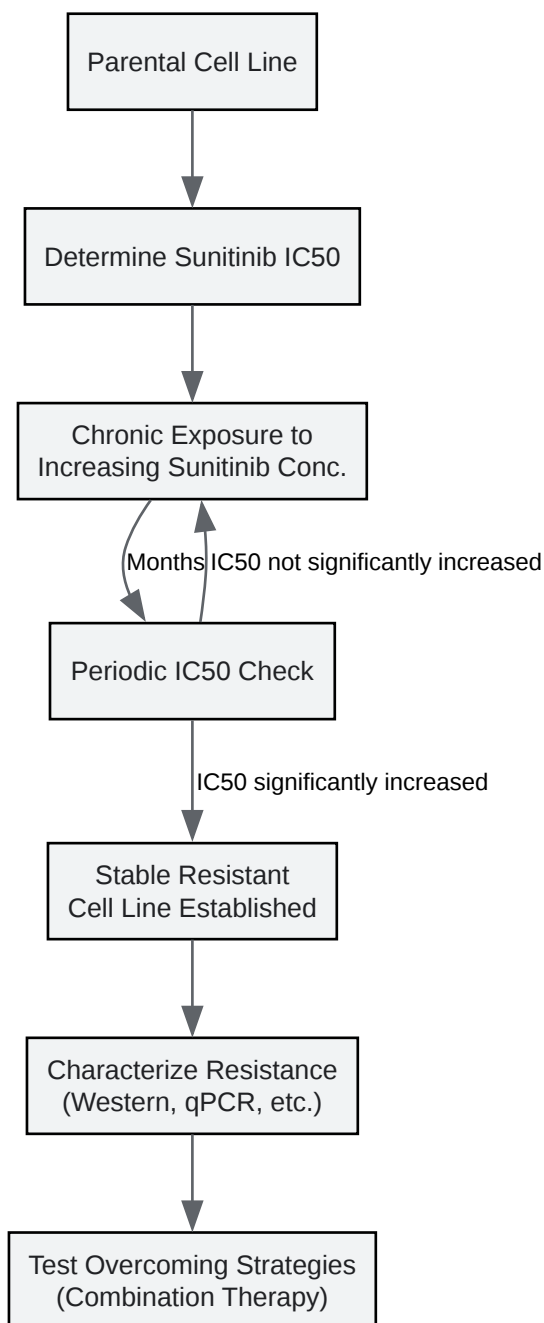 Parental Cell Line
Determine Sunitinib IC50
Chronic Exposure to
Increasing Sunitinib Conc.
Months
IC50 not significantly increased
Periodic IC50 Check
IC50 significantly increased
Stable Resistant
Cell Line Established
Characterize Resistance
(Western, qPCR, etc.)
Test Overcoming Strategies
(Combination Therapy)